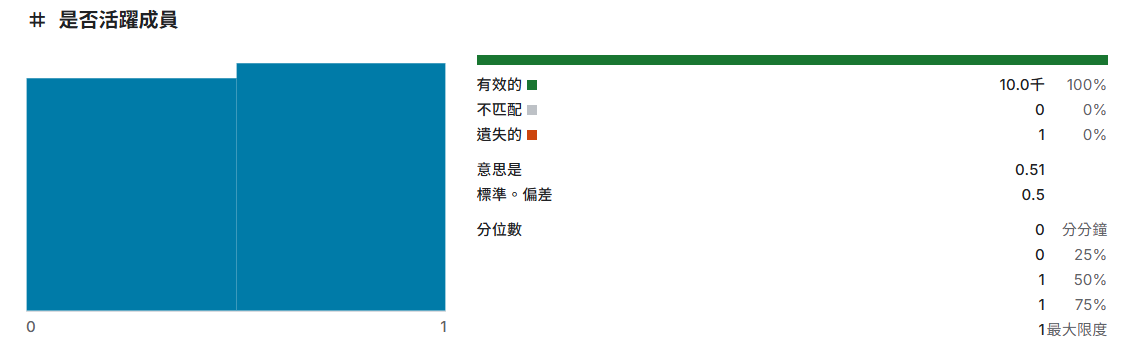 # 是否活躍成員
有效的 10.0千 100%
不匹配 0 0%
遺失的 1 0%
意思是 0.51
標準。偏差 0.5
分位數 0 分分鐘
0 25%
1 50%
1 75%
1 最大限度
0 1